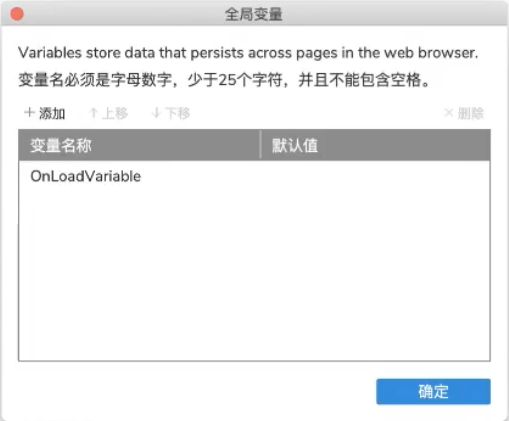 全局变量
Variables store data that persists across pages in the web browser.
变量名必须是字母数字，少于25个字符，并且不能包含空格。
+ 添加 ↑ 上移 ↓ 下移 × 删除
变量名称 默认值
OnLoadVariable
确定